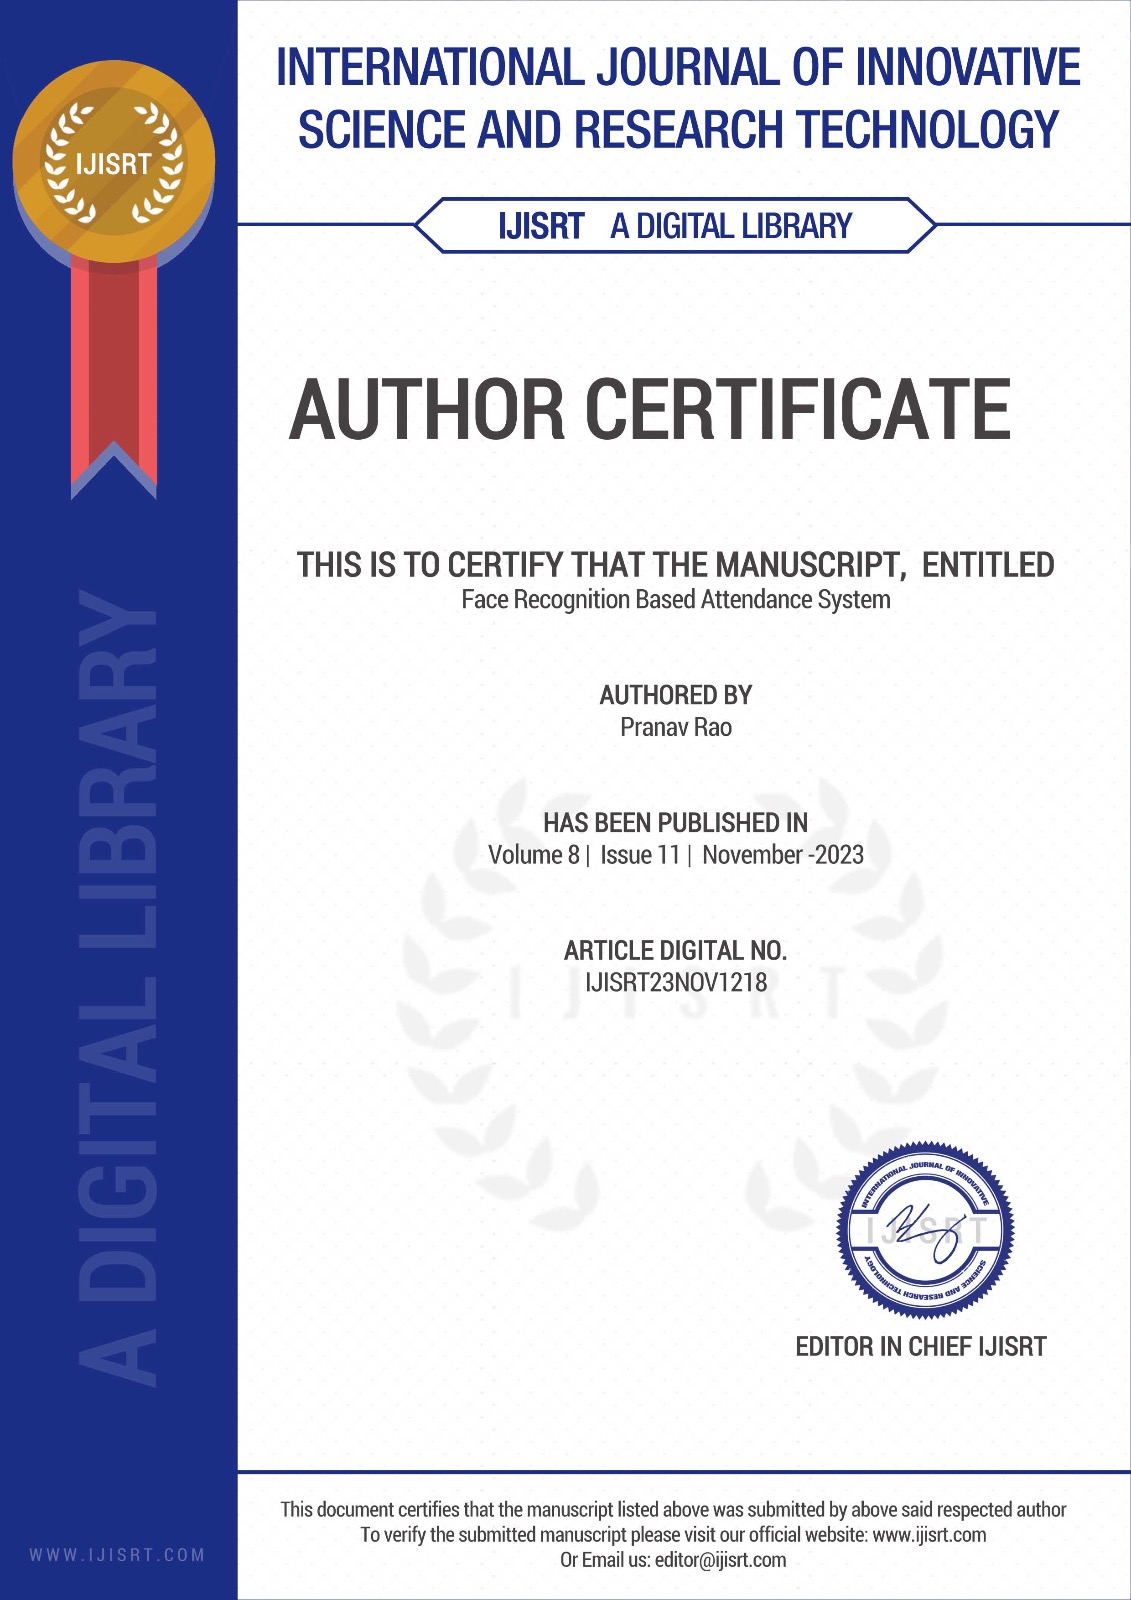 INTERNATIONAL JOURNAL OF INNOVATIVE
SCIENCE AND RESEARCH TECHNOLOGY
IJISRT
IJISRT A DIGITAL LIBRARY
AUTHOR CERTIFICATE
THIS IS TO CERTIFY THAT THE MANUSCRIPT, ENTITLED
Face Recognition Based Attendance System
AUTHORED BY
Pranav Rao
HAS BEEN PUBLISHED IN
Volume 8 | Issue 11 | November -2023
ARTICLE DIGITAL NO.
IJISRT23NOV1218
IJISRT
A DIGITAL LIBRARY
INTERNATIONAL JOURNAL OF INNOVATIVE
IJISRT
SCIENCE AND RESEARCH TECHNOLOGY
EDITOR IN CHIEF IJISRT
This document certifies that the manuscript listed above was submitted by above said respected author
To verify the submitted manuscript please visit our official website: www.ijisrt.com
Or Email us: editor@ijisrt.com
WWW.IJISRT.COM